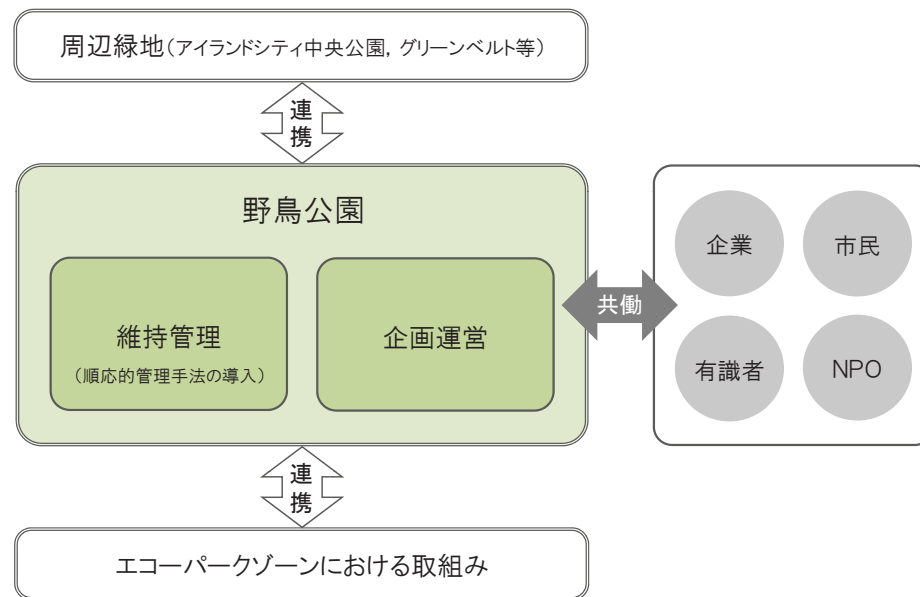 周辺緑地(アイランドシティ中央公園, グリーンベルト等)
連
携
野鳥公園
維持管理
(順応的管理手法の導入)
企画運営
共働
企業
市民
有識者
NPO
連
携
エコーパークゾーンにおける取組み